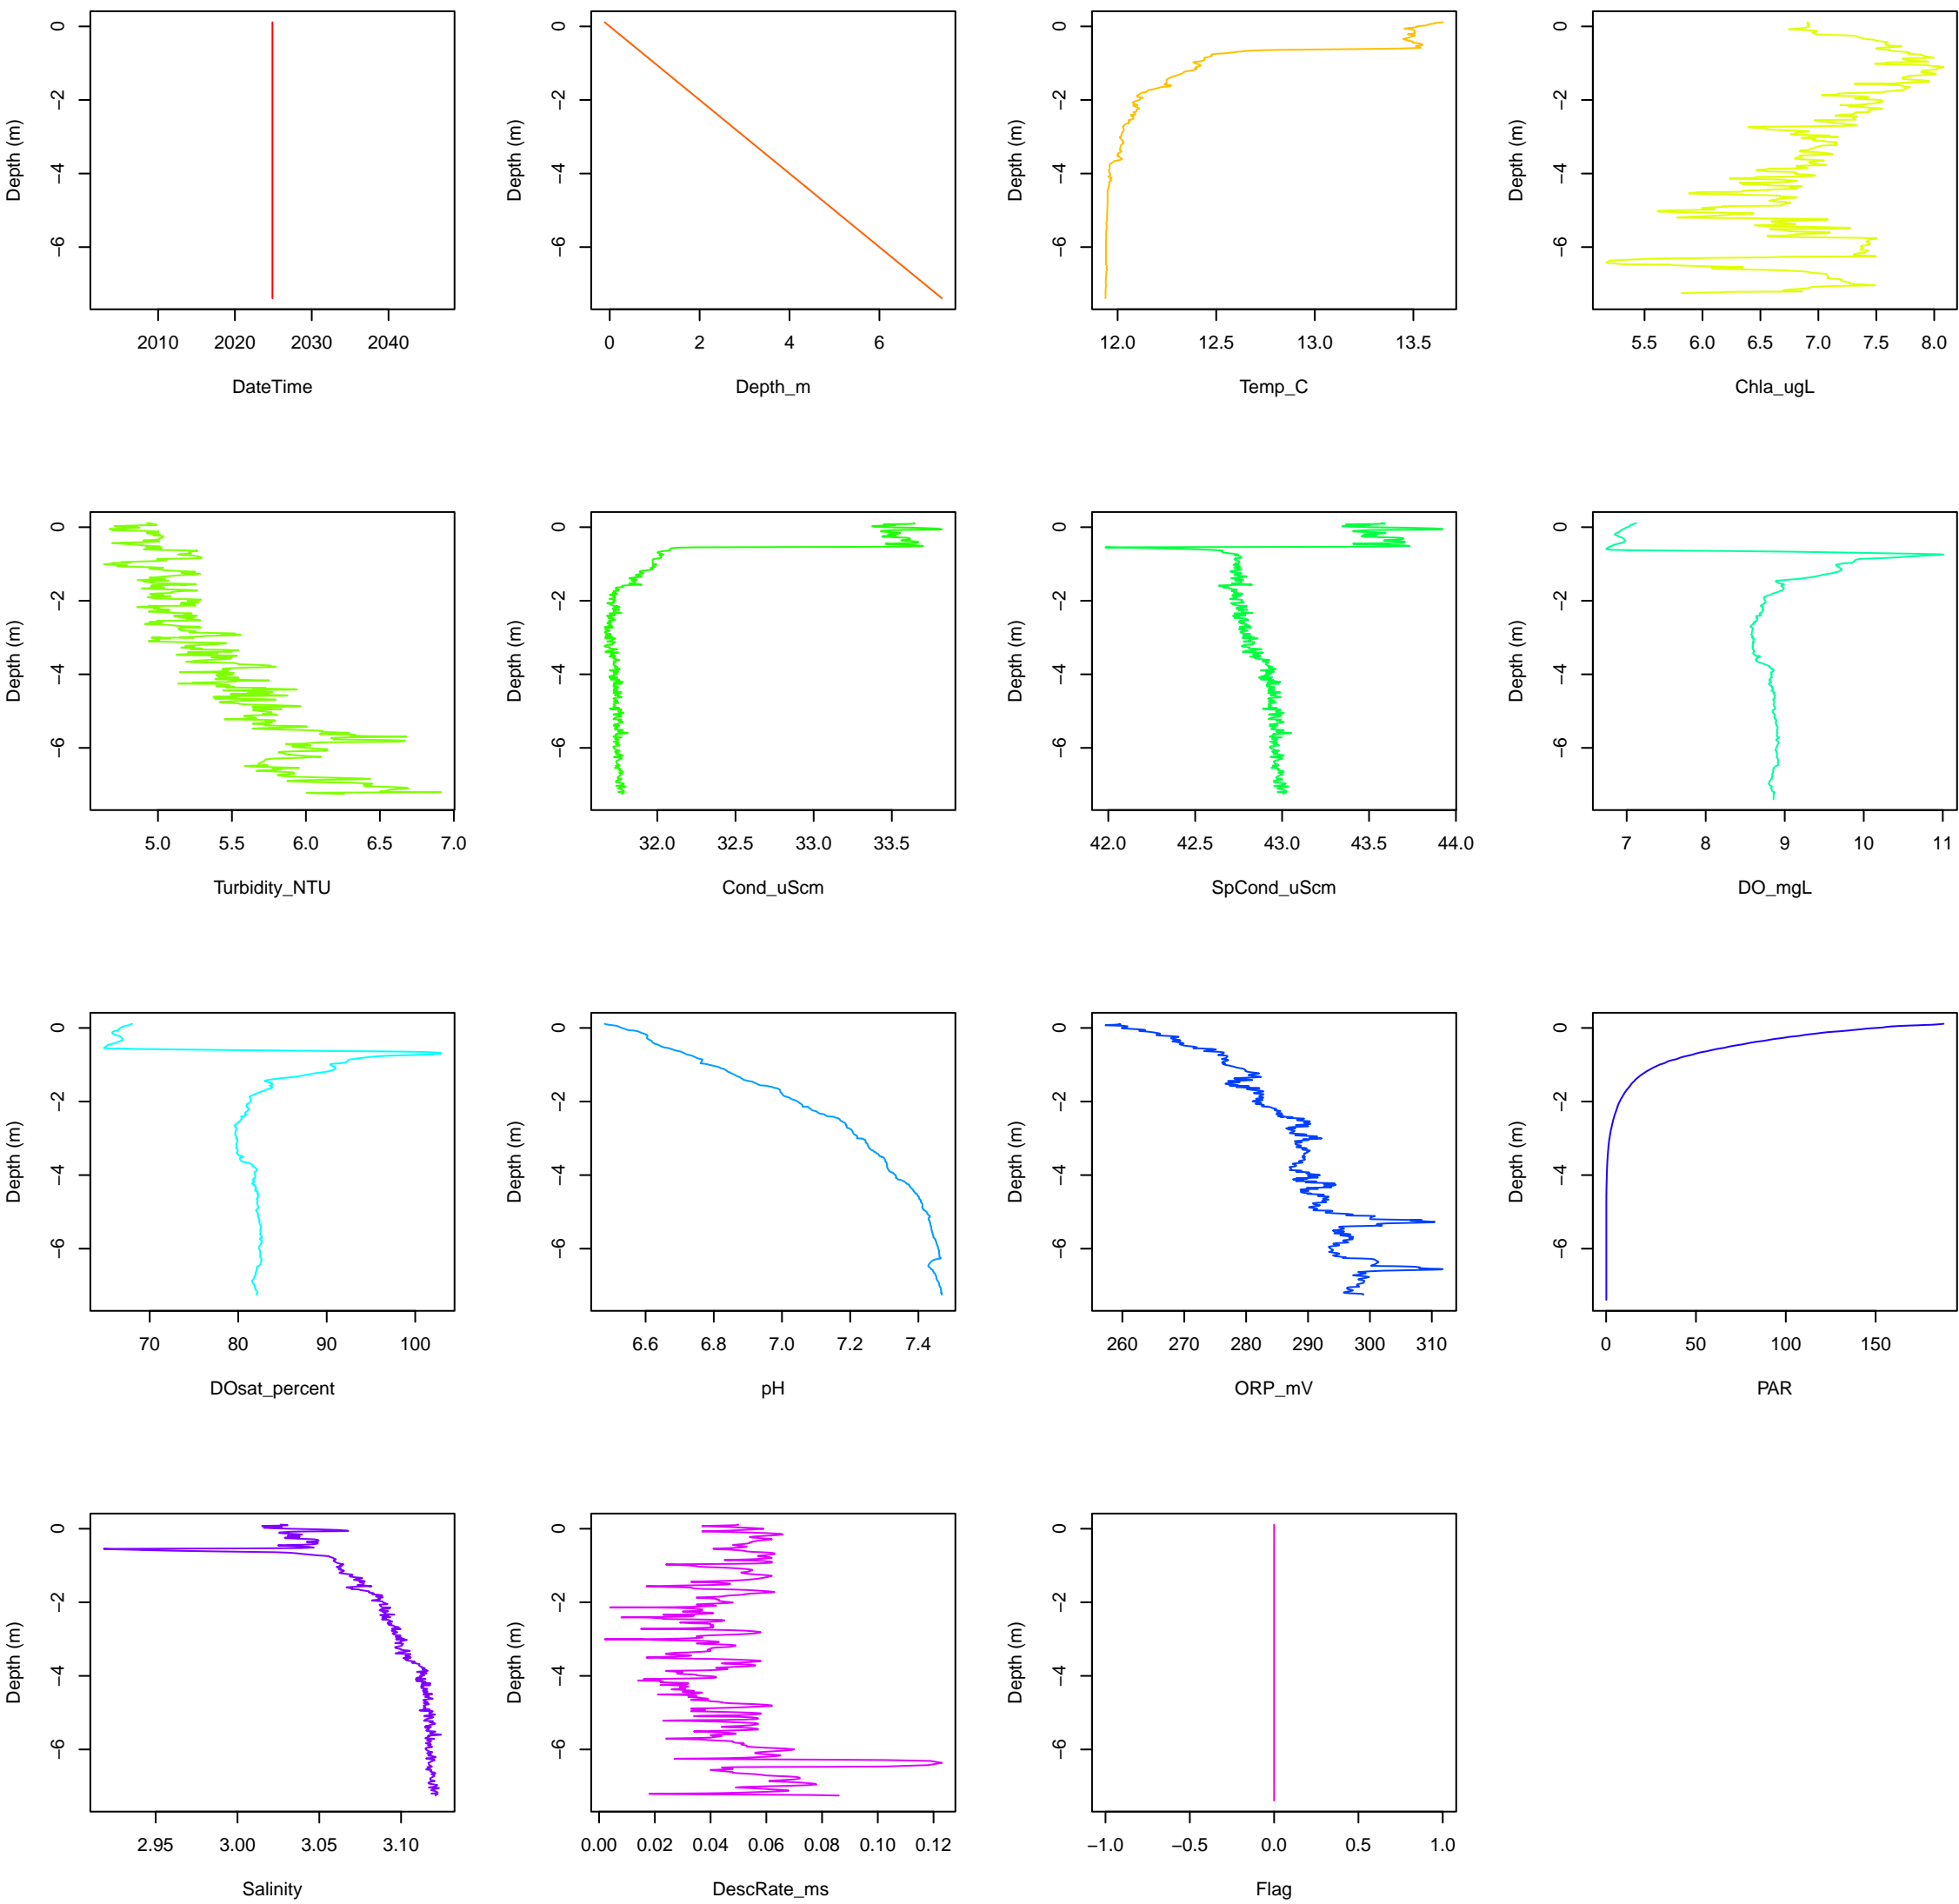 0 −2 −4 −6
Depth (m)
2010 2020 2030 2040
DateTime
0 −2 −4 −6
Depth (m)
0 2 4 6
Depth_m
0 −2 −4 −6
Depth (m)
12.0 12.5 13.0 13.5
Temp_C
0 −2 −4 −6
Depth (m)
5.5 6.0 6.5 7.0 7.5 8.0
Chla_ugL
0 −2 −4 −6
Depth (m)
5.0 5.5 6.0 6.5 7.0
Turbidity_NTU
0 −2 −4 −6
Depth (m)
32.0 32.5 33.0 33.5
Cond_uScm
0 −2 −4 −6
Depth (m)
42.0 42.5 43.0 43.5 44.0
SpCond_uScm
0 −2 −4 −6
Depth (m)
7 8 9 10 11
DO_mgL
0 −2 −4 −6
Depth (m)
70 80 90 100
DOsat_percent
0 −2 −4 −6
Depth (m)
6.6 6.8 7.0 7.2 7.4
pH
0 −2 −4 −6
Depth (m)
260 270 280 290 300 310
ORP_mV
0 −2 −4 −6
Depth (m)
0 50 100 150
PAR
0 −2 −4 −6
Depth (m)
2.95 3.00 3.05 3.10
Salinity
0 −2 −4 −6
Depth (m)
0.00 0.02 0.04 0.06 0.08 0.10 0.12
DescRate_ms
0 −2 −4 −6
Depth (m)
−1.0 −0.5 0.0 0.5 1.0
Flag